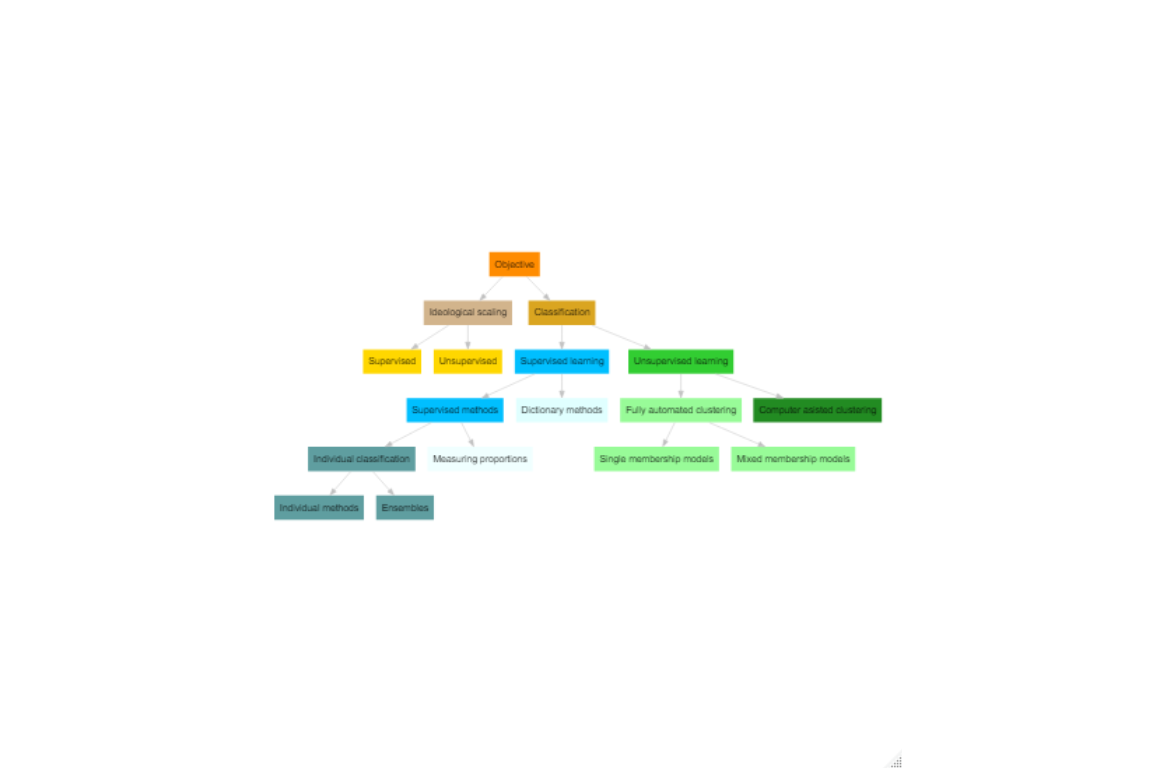 Objective
Ideological scaling
Classification
Supervised
Unsupervised
Supervised learning
Unsupervised learning
Supervised methods
Dictionary methods
Fully automated clustering
Computer asisted clustering
Individual classification
Measuring proportions
Single membership models
Mixed membership models
Individual methods
Ensembles